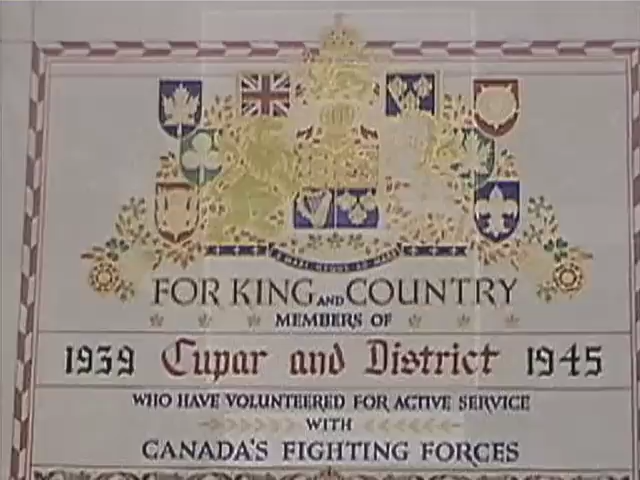 FOR KING AND COUNTRY
MEMBERS OF
1939 Cupar and District 1945
WHO HAVE VOLUNTEERED FOR ACTIVE SERVICE
WITH
CANADA'S FIGHTING FORCES